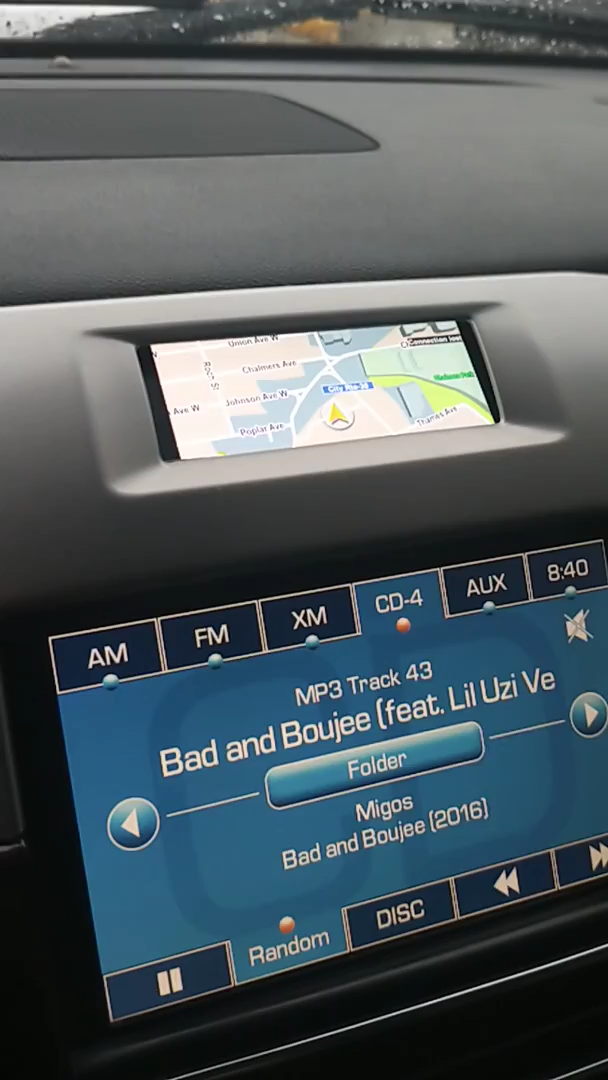 Union Ave W
Chalmers Ave
Johnson Ave W
Ave W
City Rte-38
Poplar Ave
Thames Ave
AM
FM
XM
CD-4
AUX
8:40
MP3 Track 43
Bad and Boujee (feat. Lil Uzi Ve
Folder
Migos
Bad and Boujee (2016)
Random
DISC